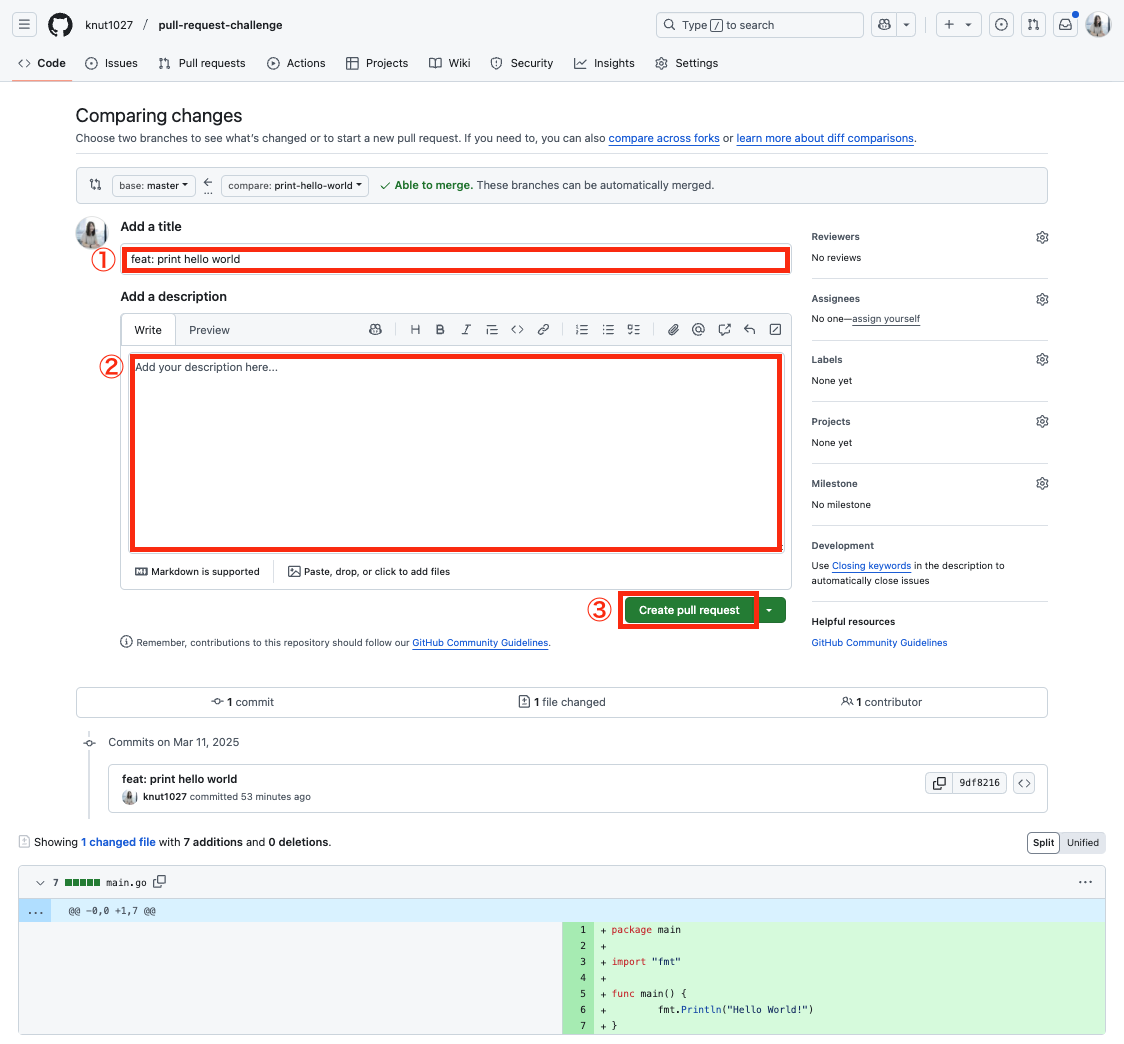 knut1027 / pull-request-challenge
Type / to search
Code Issues Pull requests Actions Projects Wiki Security Insights Settings
Comparing changes
Choose two branches to see what's changed or to start a new pull request. If you need to, you can also compare across forks or learn more about diff comparisons.
base: master ← ... compare: print-hello-world ✓ Able to merge. These branches can be automatically merged.
Add a title
① feat: print hello world
Add a description
Write Preview
② Add your description here...
Markdown is supported Paste, drop, or click to add files
③ Create pull request
Remember, contributions to this repository should follow our GitHub Community Guidelines.
Reviewers
No reviews
Assignees
No one—assign yourself
Labels
None yet
Projects
None yet
Milestone
No milestone
Development
Use Closing keywords in the description to
automatically close issues
Helpful resources
GitHub Community Guidelines
1 commit 1 file changed 1 contributor
Commits on Mar 11, 2025
feat: print hello world
knut1027 committed 53 minutes ago
9df8216
Showing 1 changed file with 7 additions and 0 deletions.
Split Unified
7 main.go ...
... @@ -0,0 +1,7 @@
1 + package main
2 +
3 + import "fmt"
4 +
5 + func main() {
6 + fmt.Println("Hello World!")
7 + }